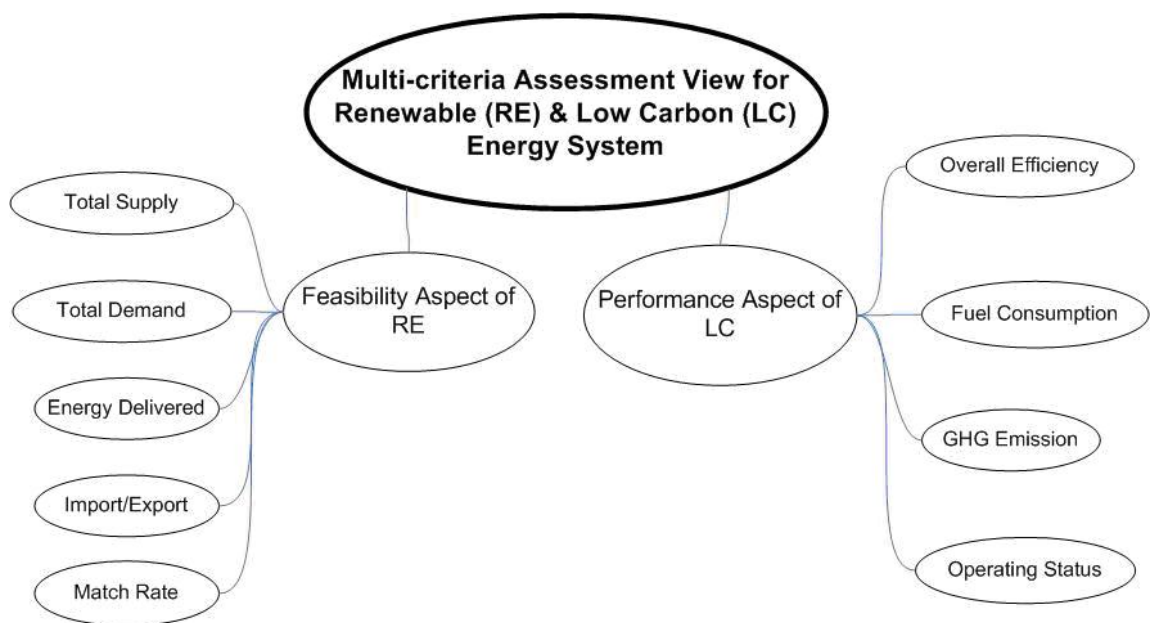 Multi-criteria Assessment View for
Renewable (RE) & Low Carbon (LC)
Energy System
Total Supply
Total Demand
Energy Delivered
Import/Export
Match Rate
Feasibility Aspect of
RE
Performance Aspect of
LC
Overall Efficiency
Fuel Consumption
GHG Emission
Operating Status